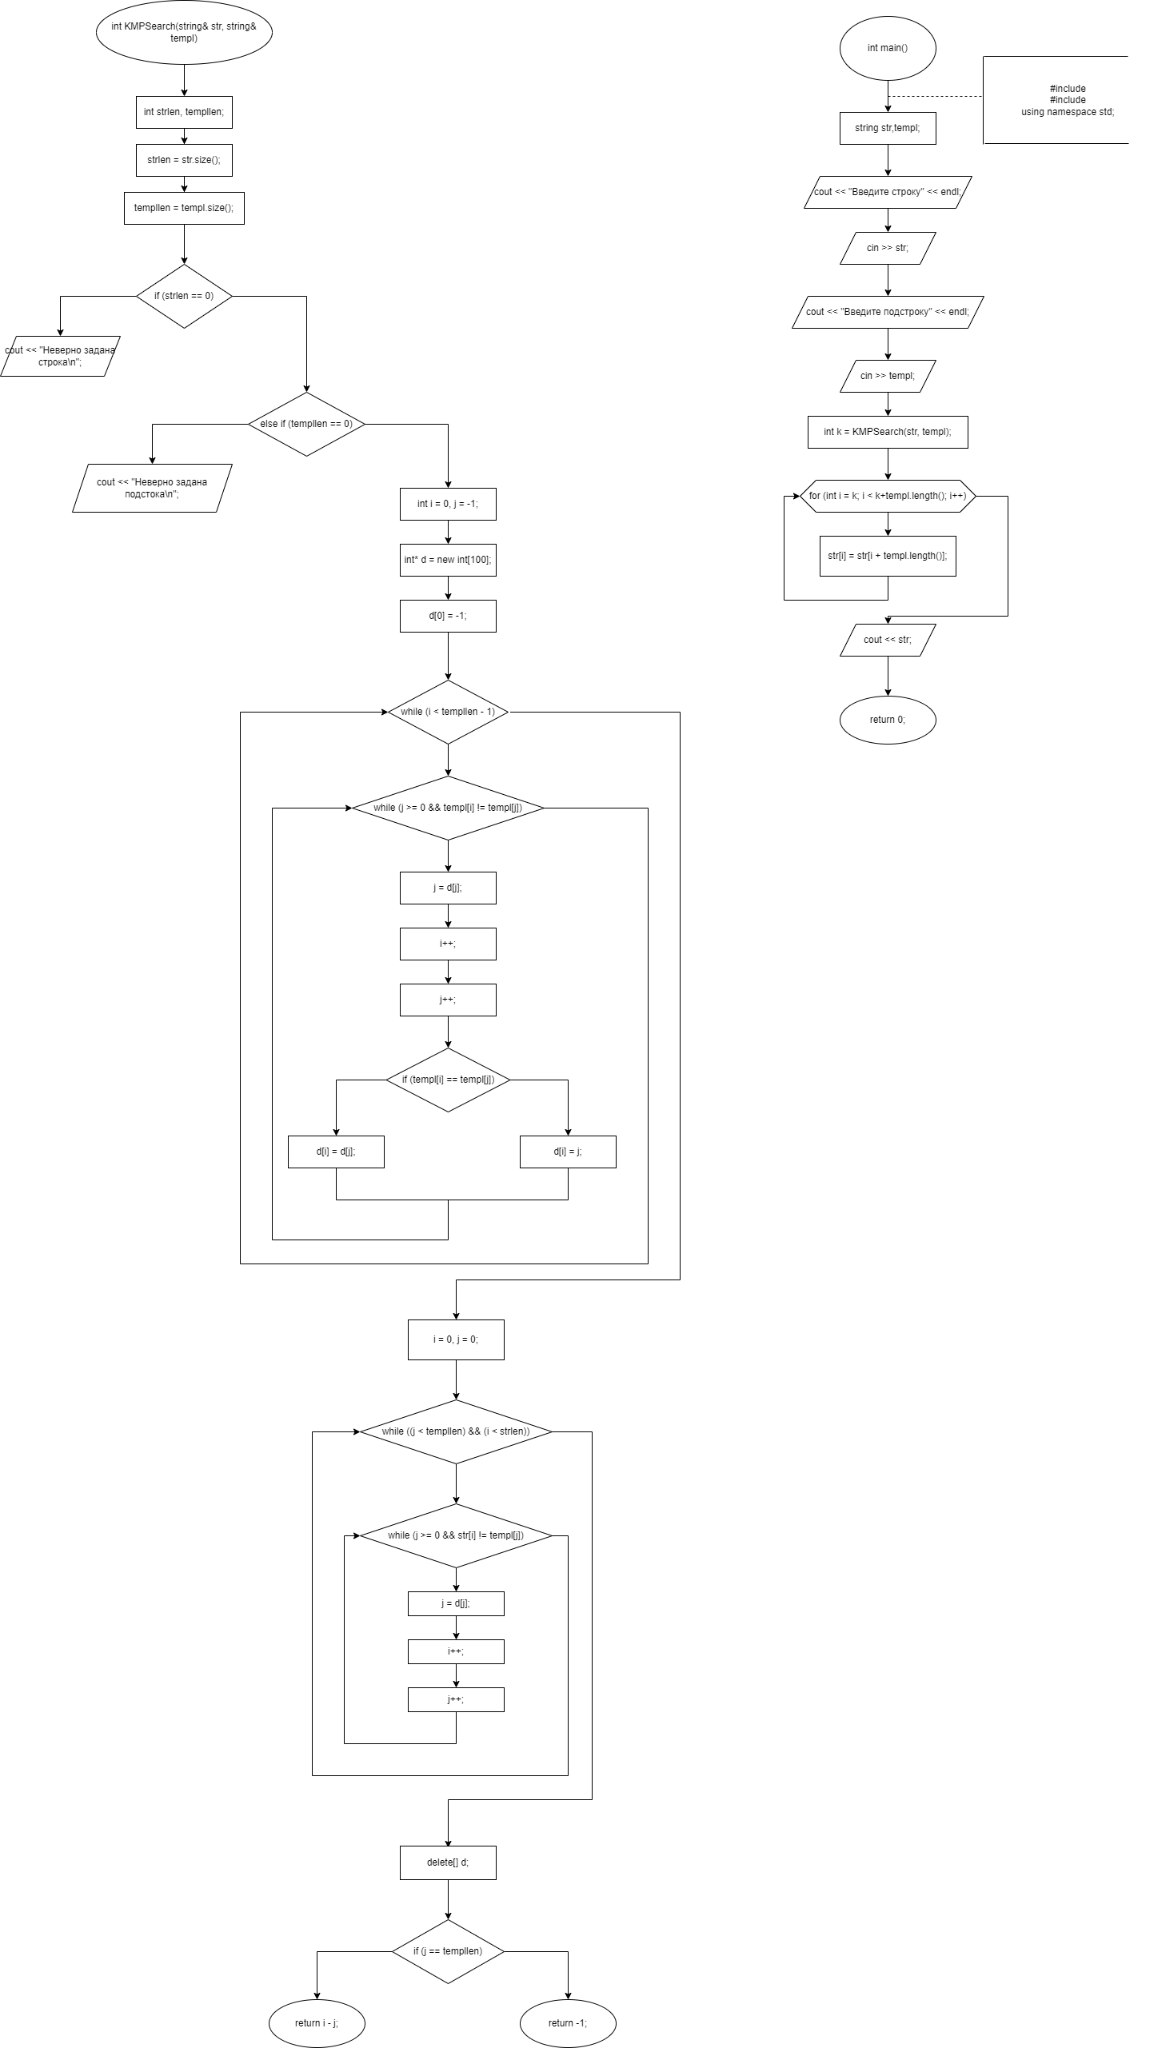 int KMPSearch(string& str, string&
templ)
int strlen, templlen;
strlen = str.size();
templlen = templ.size();
if (strlen == 0)
cout << "Неверно задана
строка\n";
else if (templlen == 0)
cout << "Неверно задана
подстока\n";
int i = 0, j = -1;
int* d = new int[100];
d[0] = -1;
while (i < templlen - 1)
while (j >= 0 && templ[i] != templ[j])
j = d[j];
i++;
j++;
if (templ[i] == templ[j])
d[i] = d[j];
d[i] = j;
i = 0, j = 0;
while ((j < templlen) && (i < strlen))
while (j >= 0 && str[i] != templ[j])
j = d[j];
i++;
j++;
delete[] d;
if (j == templlen)
return i - j;
return -1;
int main()
#include
#include
using namespace std;
string str,templ;
cout << "Введите строку" << endl;
cin >> str;
cout << "Введите подстроку" << endl;
cin >> templ;
int k = KMPSearch(str, templ);
for (int i = k; i < k+templ.length(); i++)
str[i] = str[i + templ.length()];
cout << str;
return 0;